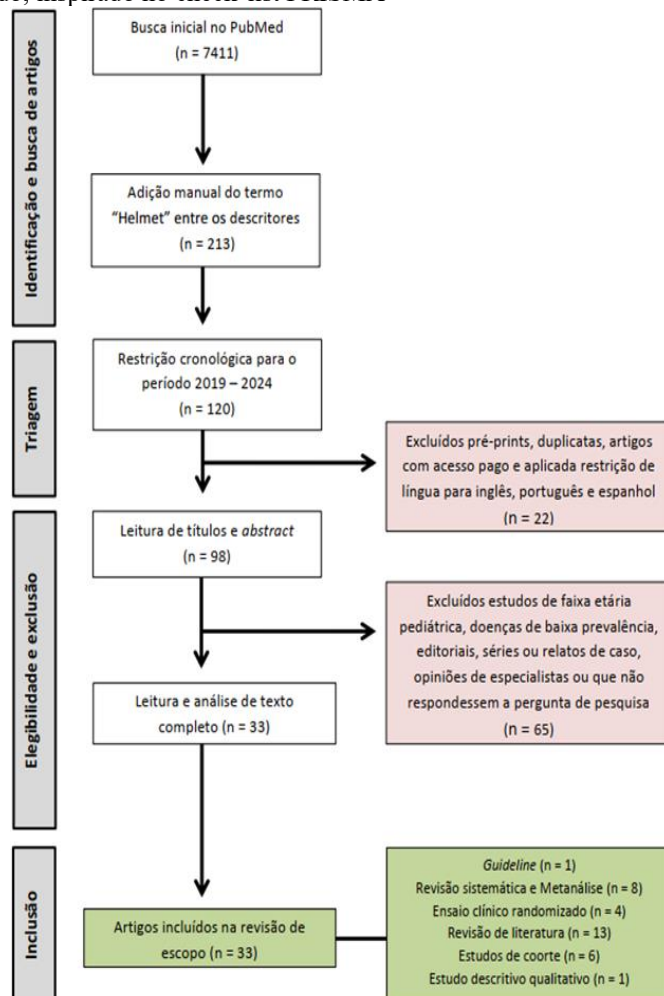 Busca inicial no PubMed
(n = 7411)
Identificação e busca de artigos
Adição manual do termo
“Helmet” entre os descritores
(n = 213)
Triagem
Restrição cronológica para o
período 2019 – 2024
(n = 120)
Excluídos pré-prints, duplicatas, artigos
com acesso pago e aplicada restrição de
língua para inglês, português e espanhol
(n = 22)
Elegibilidade e exclusão
Leitura de títulos e abstract
(n = 98)
Excluídos estudos de faixa etária
pediátrica, doenças de baixa prevalência,
editoriais, séries ou relatos de caso,
opiniões de especialistas ou que não
respondessem a pergunta de pesquisa
(n = 65)
Leitura e análise de texto
completo (n = 33)
Inclusão
Artigos incluídos na revisão de
escopo (n = 33)
Guideline (n = 1)
Revisão sistemática e Metanálise (n = 8)
Ensaio clínico randomizado (n = 4)
Revisão de literatura (n = 13)
Estudos de coorte (n = 6)
Estudo descritivo qualitativo (n = 1)